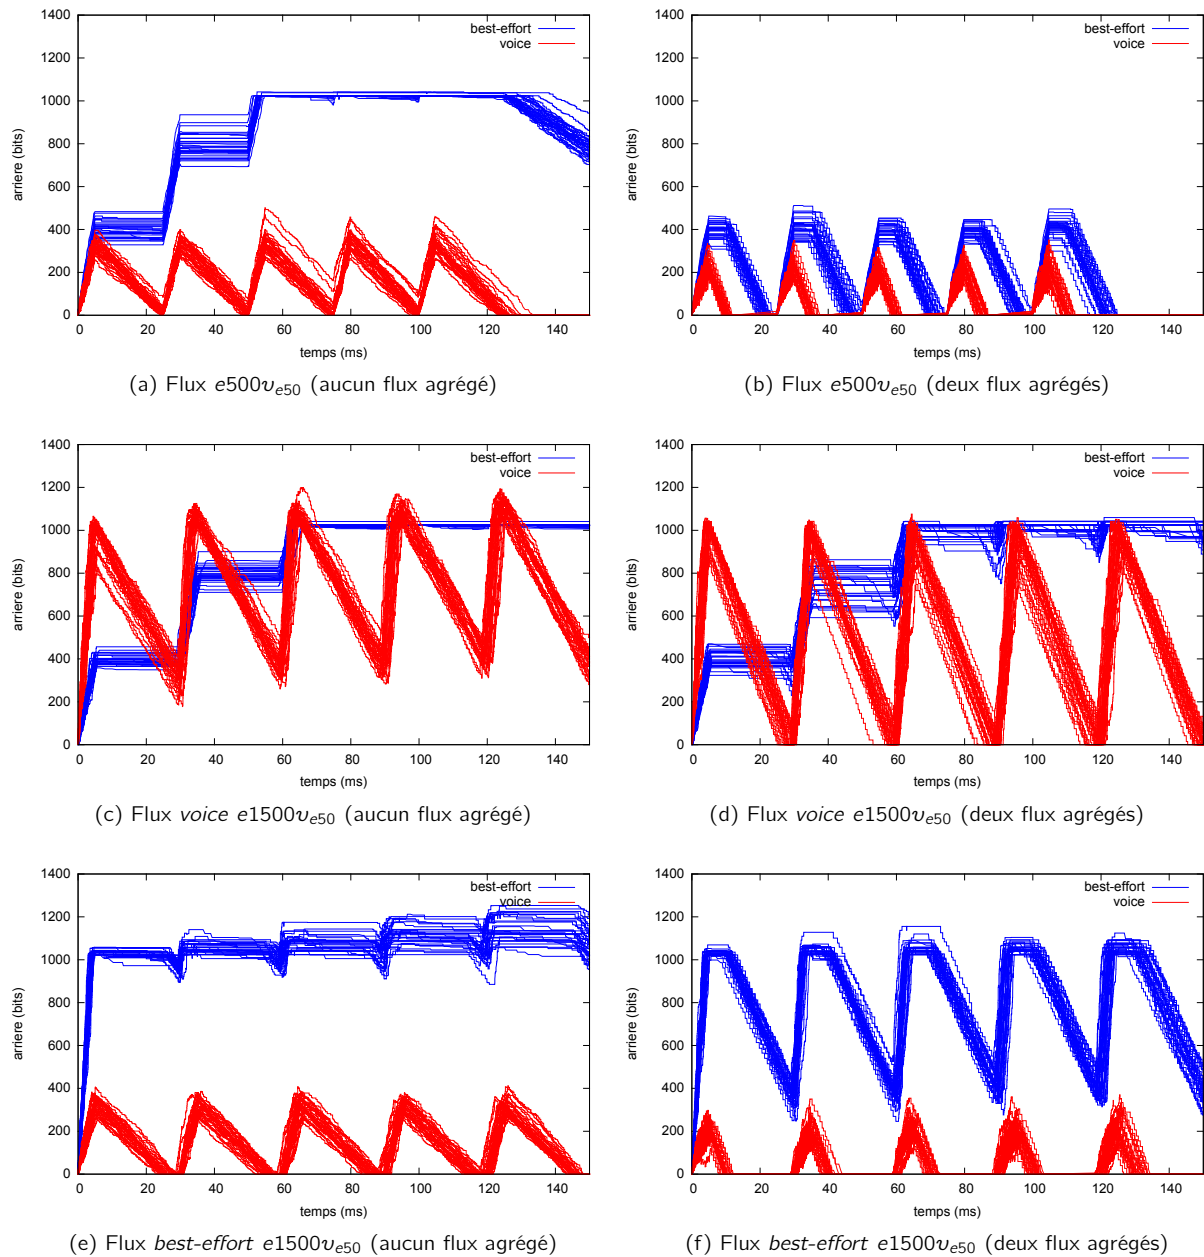 1400
1200
1000
800
600
400
200
0
arriere (bits)
best-effort
voice
0 20 40 60 80 100 120 140
temps (ms)
(a) Flux e500υe50 (aucun flux agrégé)
1400
1200
1000
800
600
400
200
0
arriere (bits)
best-effort
voice
0 20 40 60 80 100 120 140
temps (ms)
(b) Flux e500υe50 (deux flux agrégés)
1400
1200
1000
800
600
400
200
0
arriere (bits)
best-effort
voice
0 20 40 60 80 100 120 140
temps (ms)
(c) Flux voice e1500υe50 (aucun flux agrégé)
1400
1200
1000
800
600
400
200
0
arriere (bits)
best-effort
voice
0 20 40 60 80 100 120 140
temps (ms)
(d) Flux voice e1500υe50 (deux flux agrégés)
1400
1200
1000
800
600
400
200
0
arriere (bits)
best-effort
voice
0 20 40 60 80 100 120 140
temps (ms)
(e) Flux best-effort e1500υe50 (aucun flux agrégé)
1400
1200
1000
800
600
400
200
0
arriere (bits)
best-effort
voice
0 20 40 60 80 100 120 140
temps (ms)
(f) Flux best-effort e1500υe50 (deux flux agrégés)